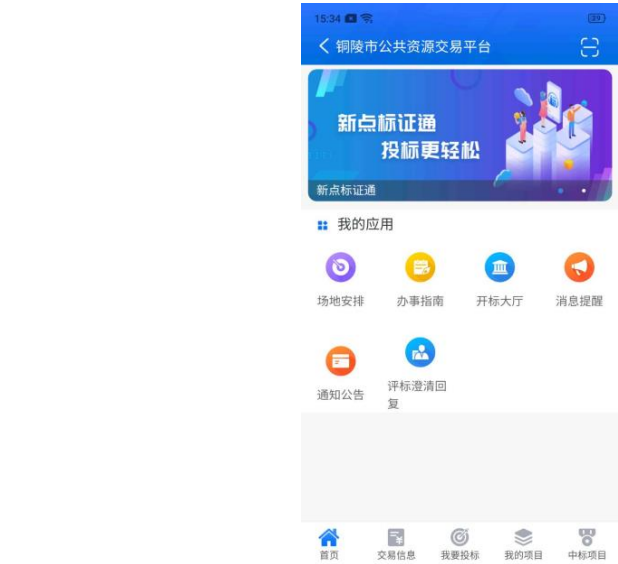 15:34
39
铜陵市公共资源交易平台
新点标证通
投标更轻松
新点标证通
我的应用
场地安排 办事指南 开标大厅 消息提醒
通知公告 评标澄清回
复
首页 交易信息 我要投标 我的项目 中标项目